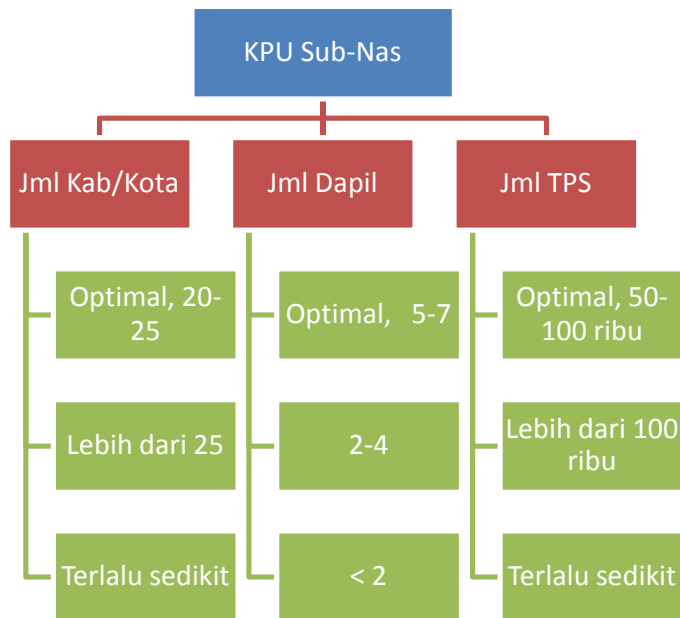 KPU Sub-Nas
Jml Kab/Kota
Jml Dapil
Jml TPS
Optimal, 20-
25
Optimal, 5-7
Optimal, 50-
100 ribu
Lebih dari 25
2-4
Lebih dari 100
ribu
Terlalu sedikit
< 2
Terlalu sedikit